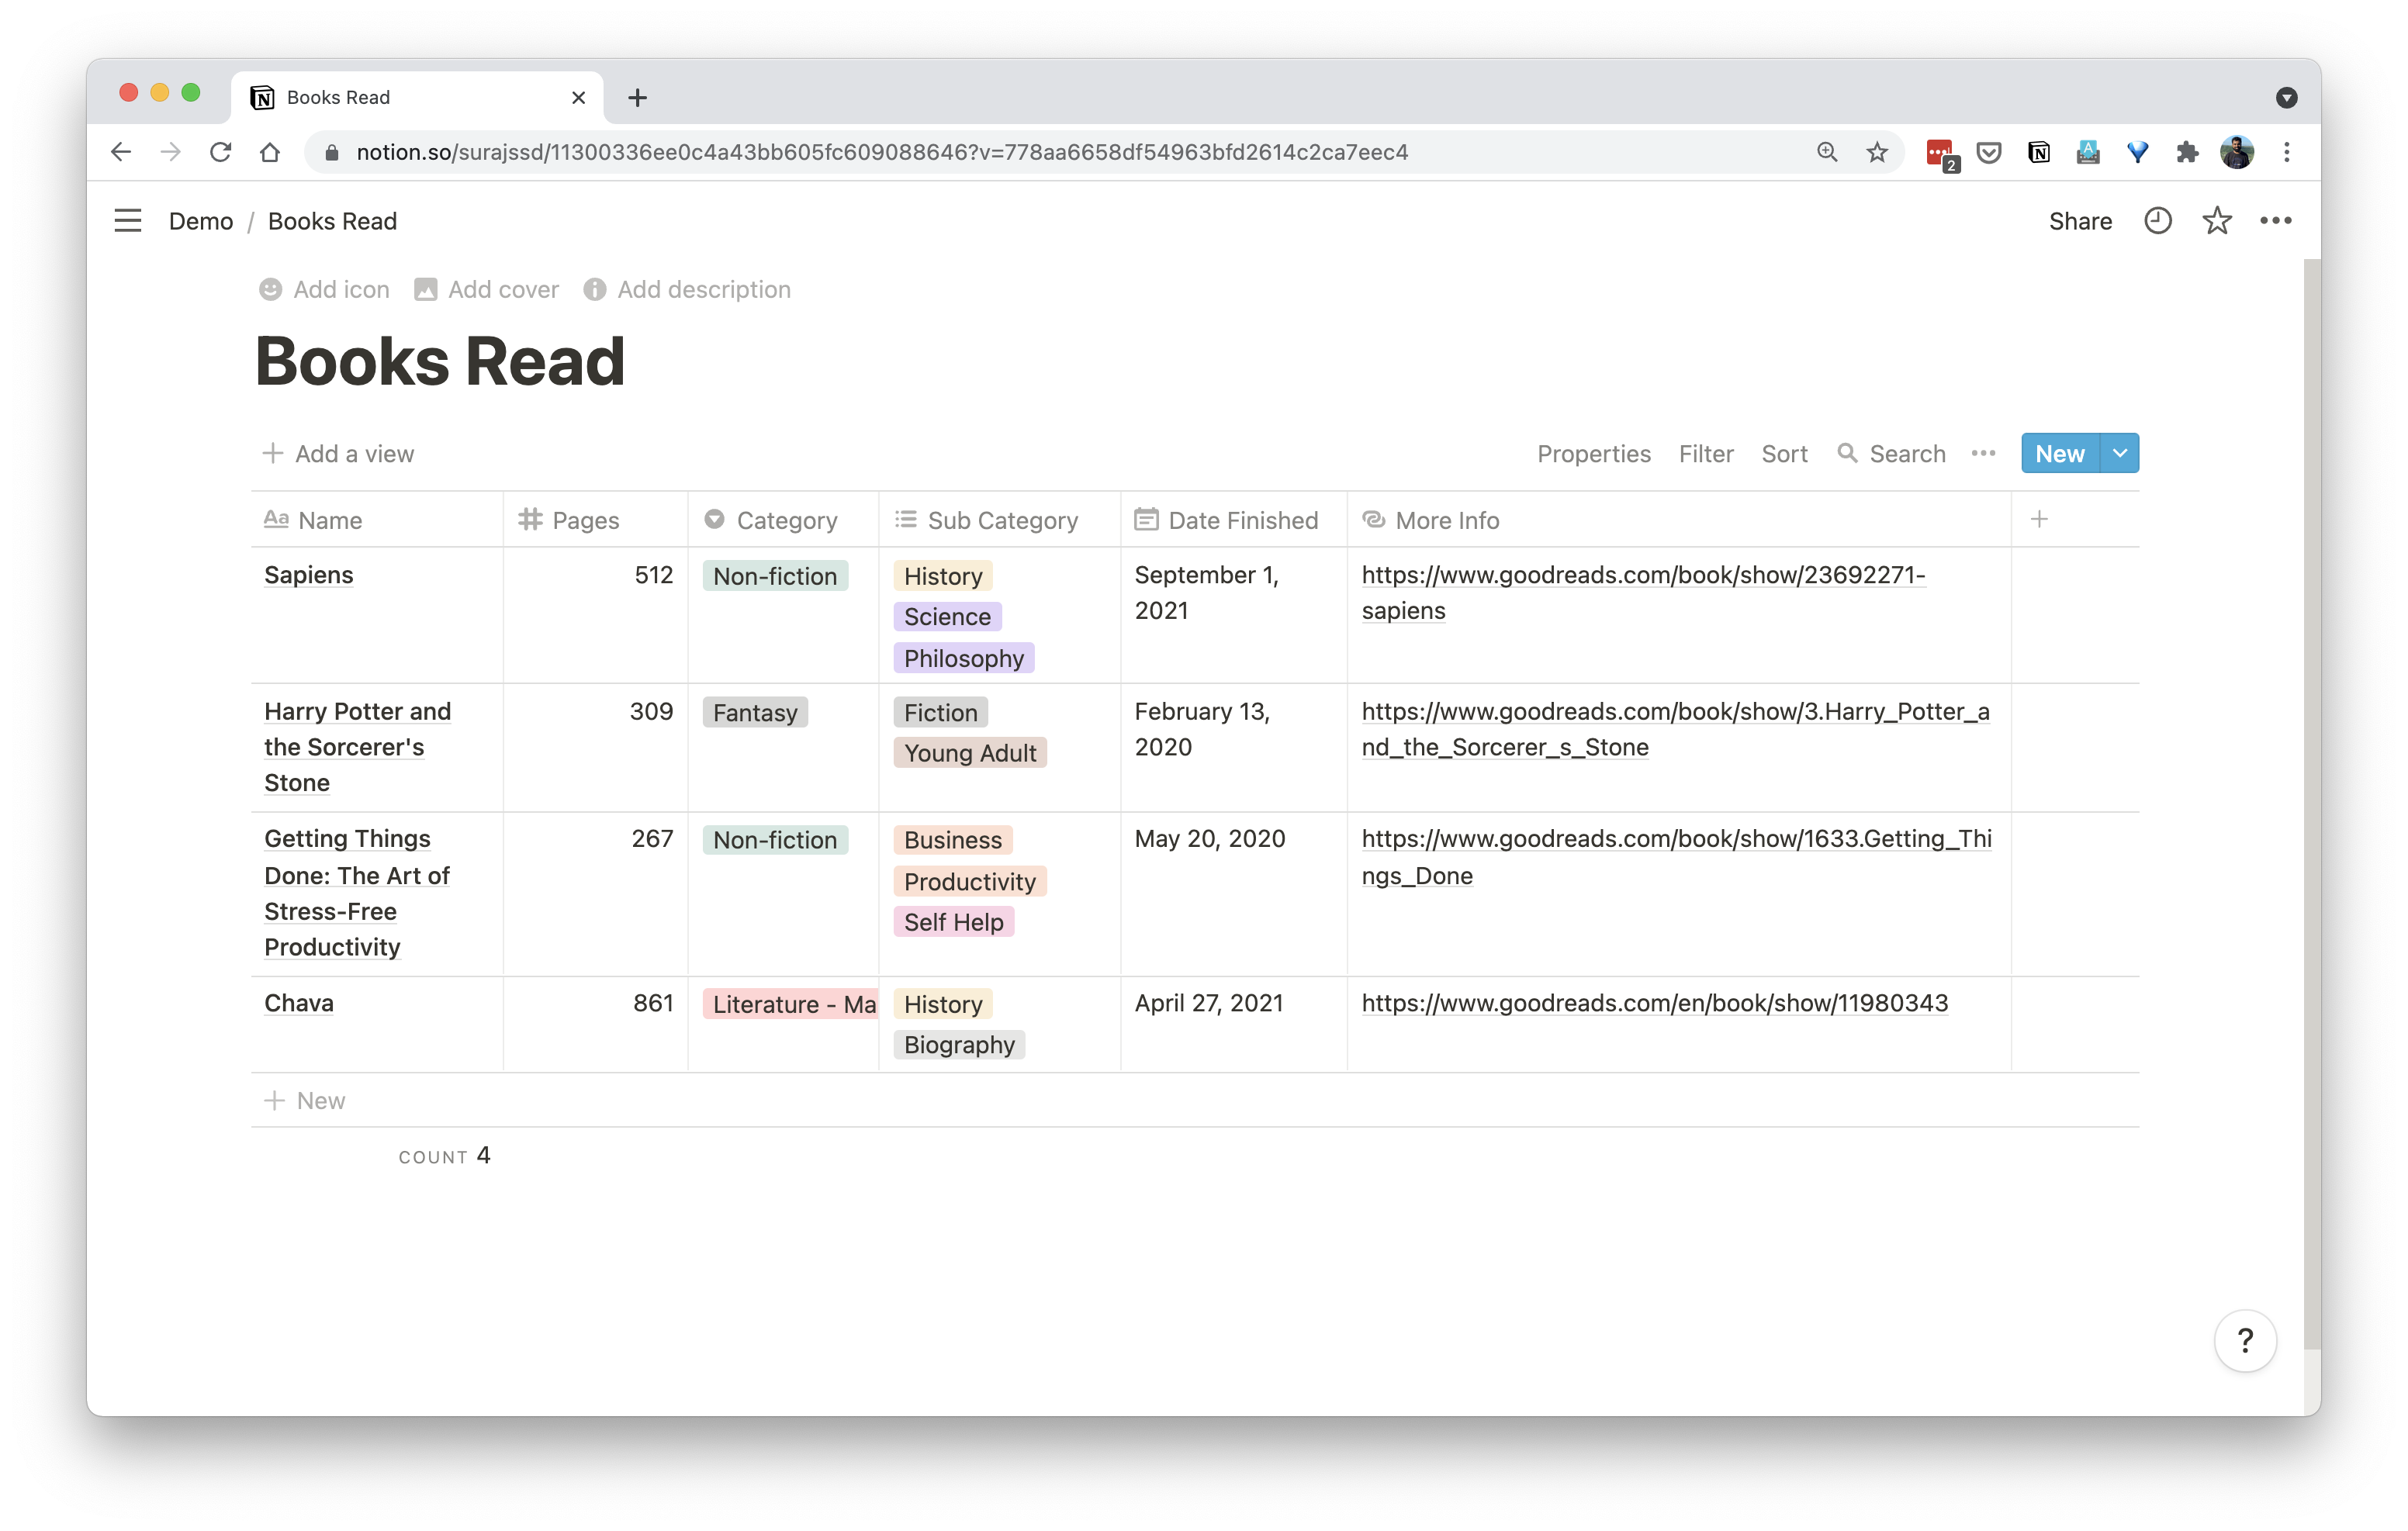 Books Read
notion.so/surajssd/11300336ee0c4a43bb605fc609088646?v=778aa6658df54963bfd2614c2ca7eec4
2
Demo / Books Read
Share
Add icon Add cover Add description
Books Read
Add a view
Properties Filter Sort Search New
Aa Name Pages Category Sub Category Date Finished More Info
Sapiens 512 Non-fiction History September 1, https://www.goodreads.com/book/show/23692271-
Science 2021 sapiens
Philosophy
Harry Potter and 309 Fantasy Fiction February 13, https://www.goodreads.com/book/show/3.Harry_Potter_a
the Sorcerer's Young Adult 2020 nd_the_Sorcerer_s_Stone
Stone
Getting Things 267 Non-fiction Business May 20, 2020 https://www.goodreads.com/book/show/1633.Getting_Thi
Done: The Art of Productivity ngs_Done
Stress-Free Self Help
Productivity
Chava 861 Literature - Ma History April 27, 2021 https://www.goodreads.com/en/book/show/11980343
Biography
New
COUNT 4
?